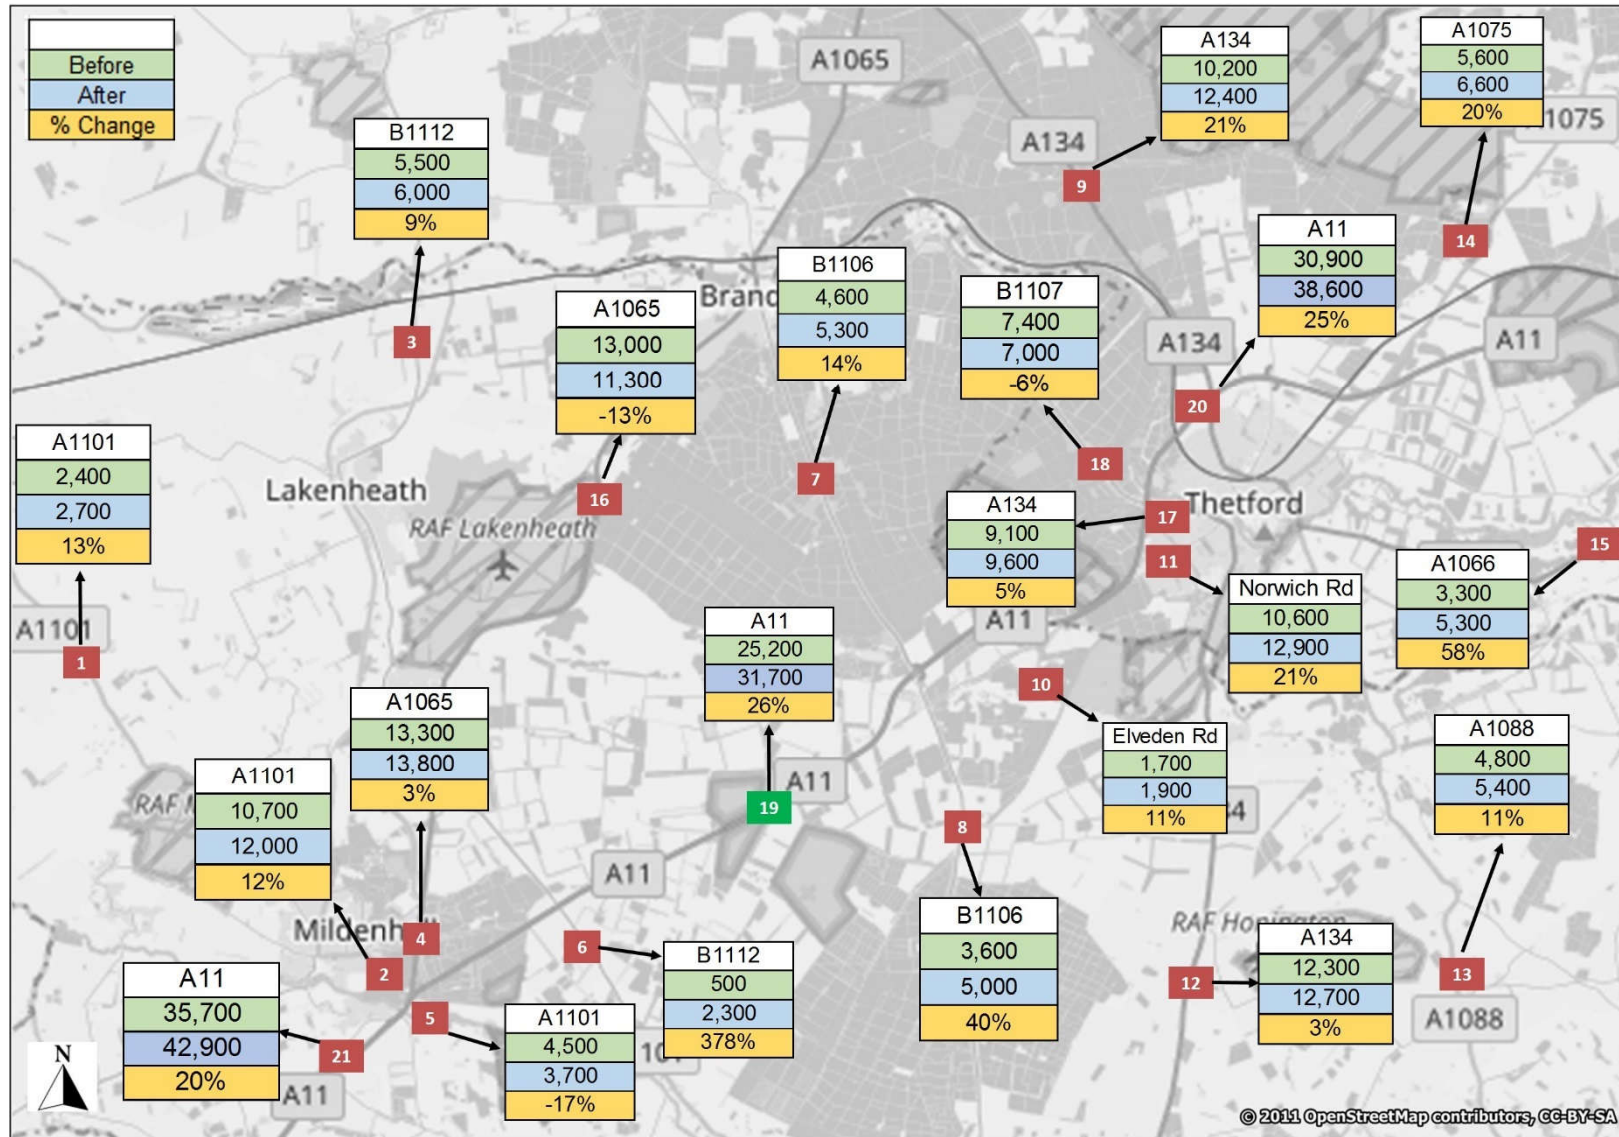 Before
After
% Change
A1065
A134
10,200
12,400
21%
A1075
5,600
6,600
20%
A1075
B1112
5,500
6,000
9%
A134
9
14
A11
30,900
38,600
25%
B1106
4,600
5,300
14%
B1107
7,400
7,000
-6%
A1065
13,000
11,300
-13%
Brand
3
A134
A11
20
A1101
2,400
2,700
13%
Lakenheath
RAF Lakenheath
16
7
18
A134
9,100
9,600
5%
17
Thetford
11
15
A1066
3,300
5,300
58%
Norwich Rd
10,600
12,900
21%
A1101
1
A11
A11
25,200
31,700
26%
10
A1065
13,300
13,800
3%
Elveden Rd
1,700
1,900
11%
A1088
4,800
5,400
11%
A1101
10,700
12,000
12%
RAF
A11
19
8
A11
B1106
3,600
5,000
40%
Mildenh
4
2
6
B1112
500
2,300
378%
RAF Honington
A134
12,300
12,700
3%
12
13
A1088
A11
35,700
42,900
20%
5
21
A1101
4,500
3,700
-17%
N
A11
© 2011 OpenStreetMap contributors, CC-BY-SA